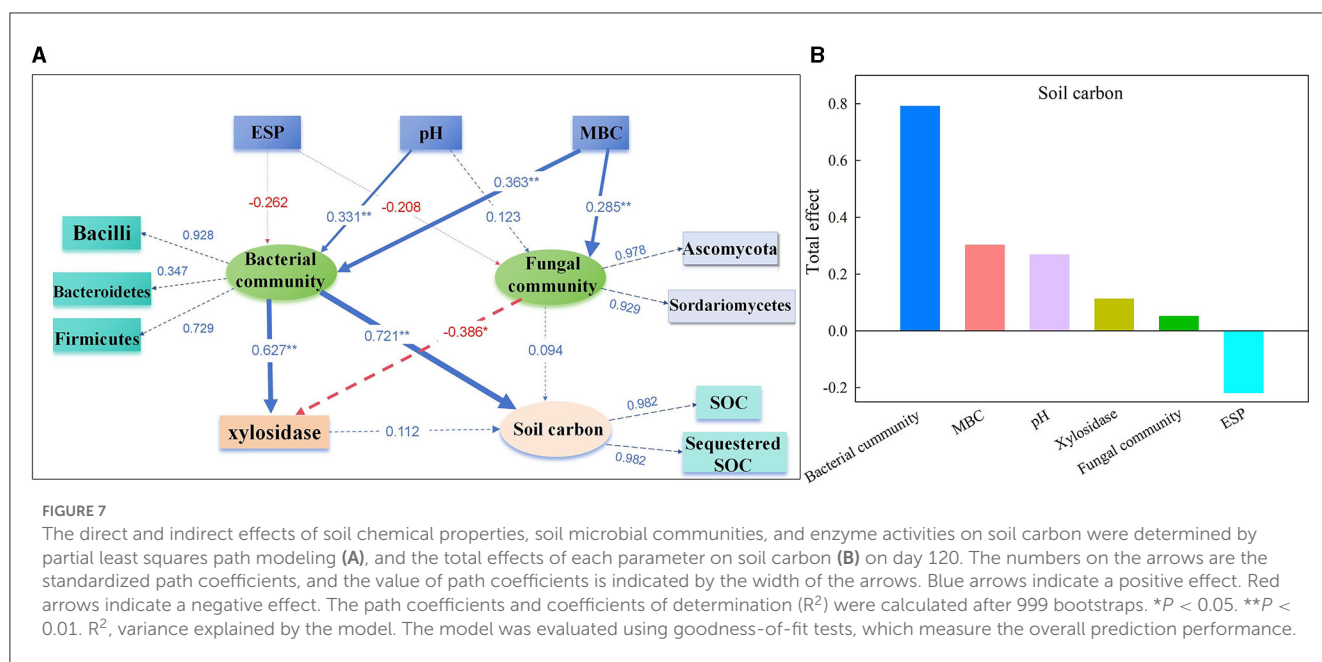 A
ESP
pH
MBC
0.363**
-0.262
0.331**
-0.208
0.123
0.285**
Bacilli
0.928
Bacterial
community
Fungal
community
0.978
Ascomycota
0.347
Bacteroidetes
0.929
Sordariomycetes
Firmicutes
0.729
0.627**
0.721**
-0.386*
0.094
xylosidase
0.112
Soil carbon
0.982
SOC
0.982
Sequestered
SOC
B
Soil carbon
Total effect
0.8
0.6
0.4
0.2
0.0
-0.2
Bacterial cummunity
MBC
pH
Xylosidase
Fungal community
ESP
FIGURE 7
The direct and indirect effects of soil chemical properties, soil microbial communities, and enzyme activities on soil carbon were determined by
partial least squares path modeling (A), and the total effects of each parameter on soil carbon (B) on day 120. The numbers on the arrows are the
standardized path coefficients, and the value of path coefficients is indicated by the width of the arrows. Blue arrows indicate a positive effect. Red
arrows indicate a negative effect. The path coefficients and coefficients of determination (R²) were calculated after 999 bootstraps. *P < 0.05. **P <
0.01. R², variance explained by the model. The model was evaluated using goodness-of-fit tests, which measure the overall prediction performance.